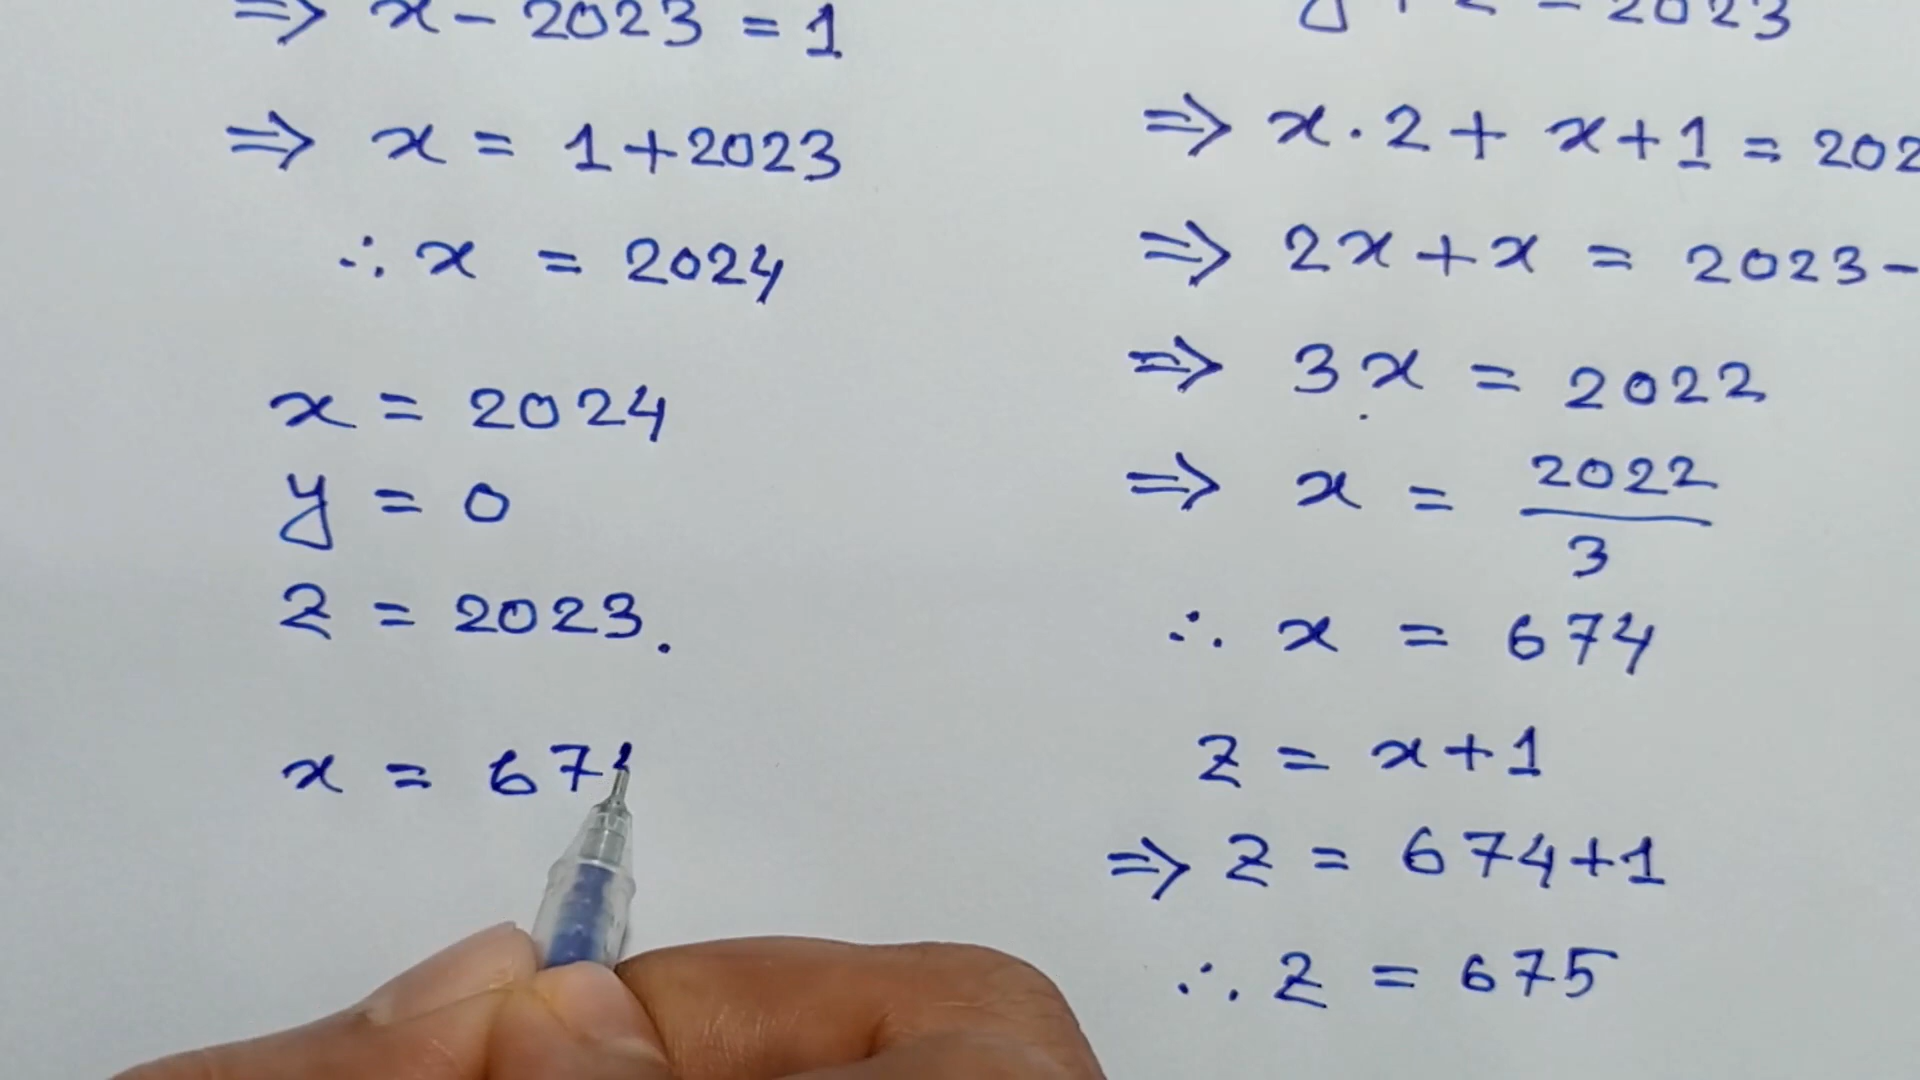 ⇒ x - 2023 = 1
⇒ x = 1+2023
∴ x = 2024
x = 2024
y = 0
z = 2023.
x = 67
= 2023
⇒ x · 2 + x + 1 = 202
⇒ 2x + x = 2023 -
⇒ 3x = 2022
⇒ x = 2022/3
∴ x = 674
z = x+1
⇒ z = 674+1
∴ z = 675